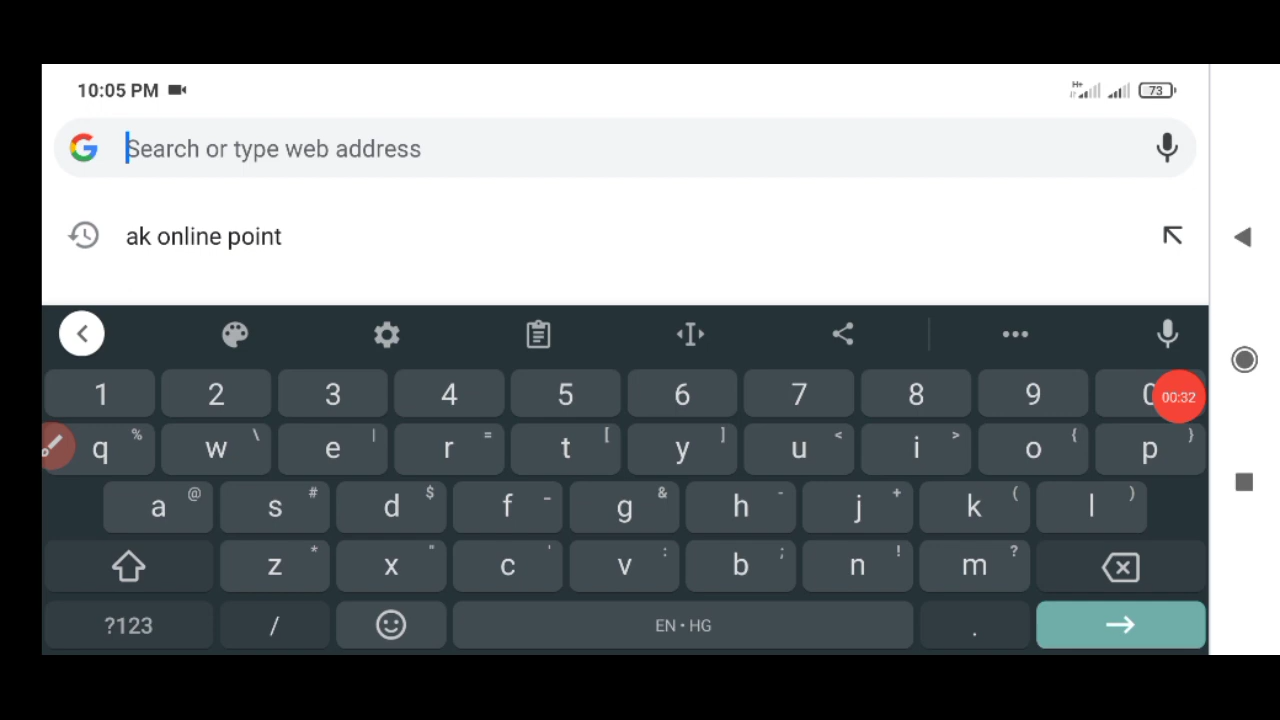 10:05 PM H+ 73
Search or type web address
ak online point
1 2 3 4 5 6 7 8 9 0 00:32
q % w \ e | r = t [ y ] u < i > o { p }
a @ s # d $ f _ g & h - j + k ( l )
z * x " c ' v : b ; n ! m ?
?123 / EN • HG .